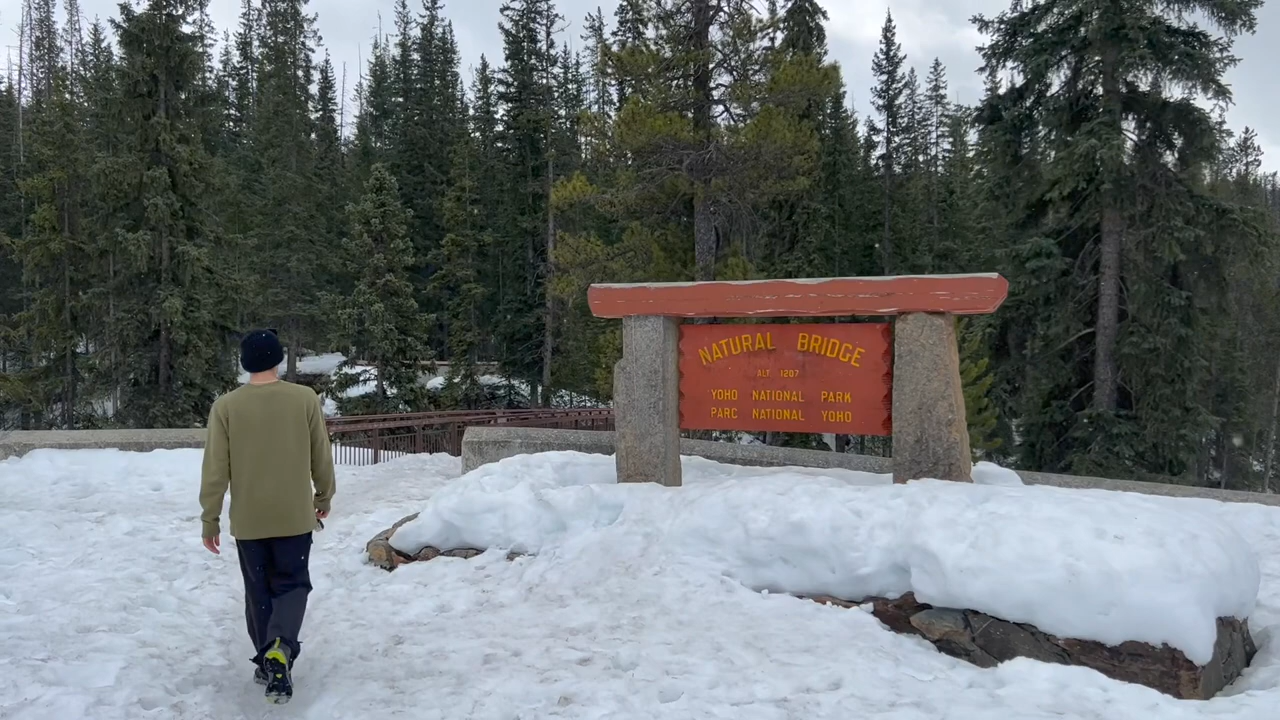 NATURAL BRIDGE
ALT 1207
YOHO NATIONAL PARK
PARC NATIONAL YOHO